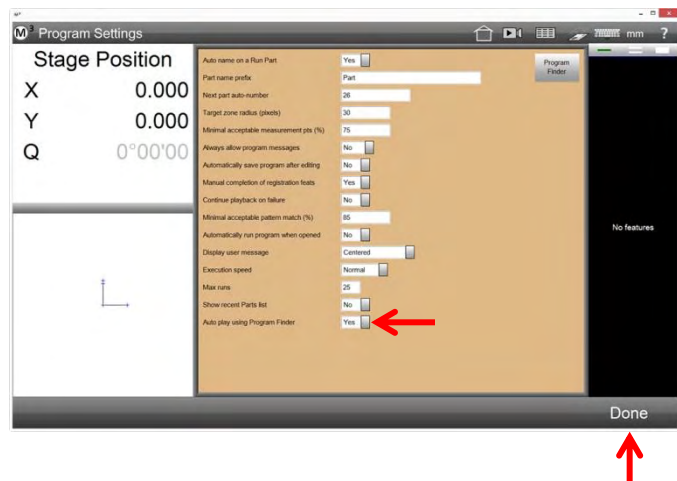 M³ Program Settings
mm ?
Stage Position
X 0.000
Y 0.000
Q 0°00'00
Auto name on a Run Part Yes
Program Finder
Part name prefix Part
Next part auto-number 26
Target zone radius (pixels) 30
Minimal acceptable measurement pts (%) 75
Always allow program messages No
Automatically save program after editing No
Manual completion of registration feats Yes
Continue playback on failure No
Minimal acceptable pattern match (%) 85
Automatically run program when opened No
Display user message Centered
Execution speed Normal
Max runs 25
Show recent Parts list No
Auto play using Program Finder Yes
No features
Done